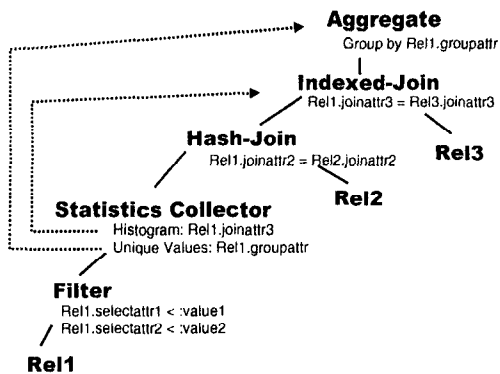 Aggregate
Group by Rel1.groupattr
Indexed-Join
Rel1.joinattr3 = Rel3.joinattr3
Hash-Join
Rel3
Rel1.joinattr2 = Rel2.joinattr2
Rel2
Statistics Collector
Histogram: Rel1.joinattr3
Unique Values: Rel1.groupattr
Filter
Rel1.selectattr1 < :value1
Rel1.selectattr2 < :value2
Rel1